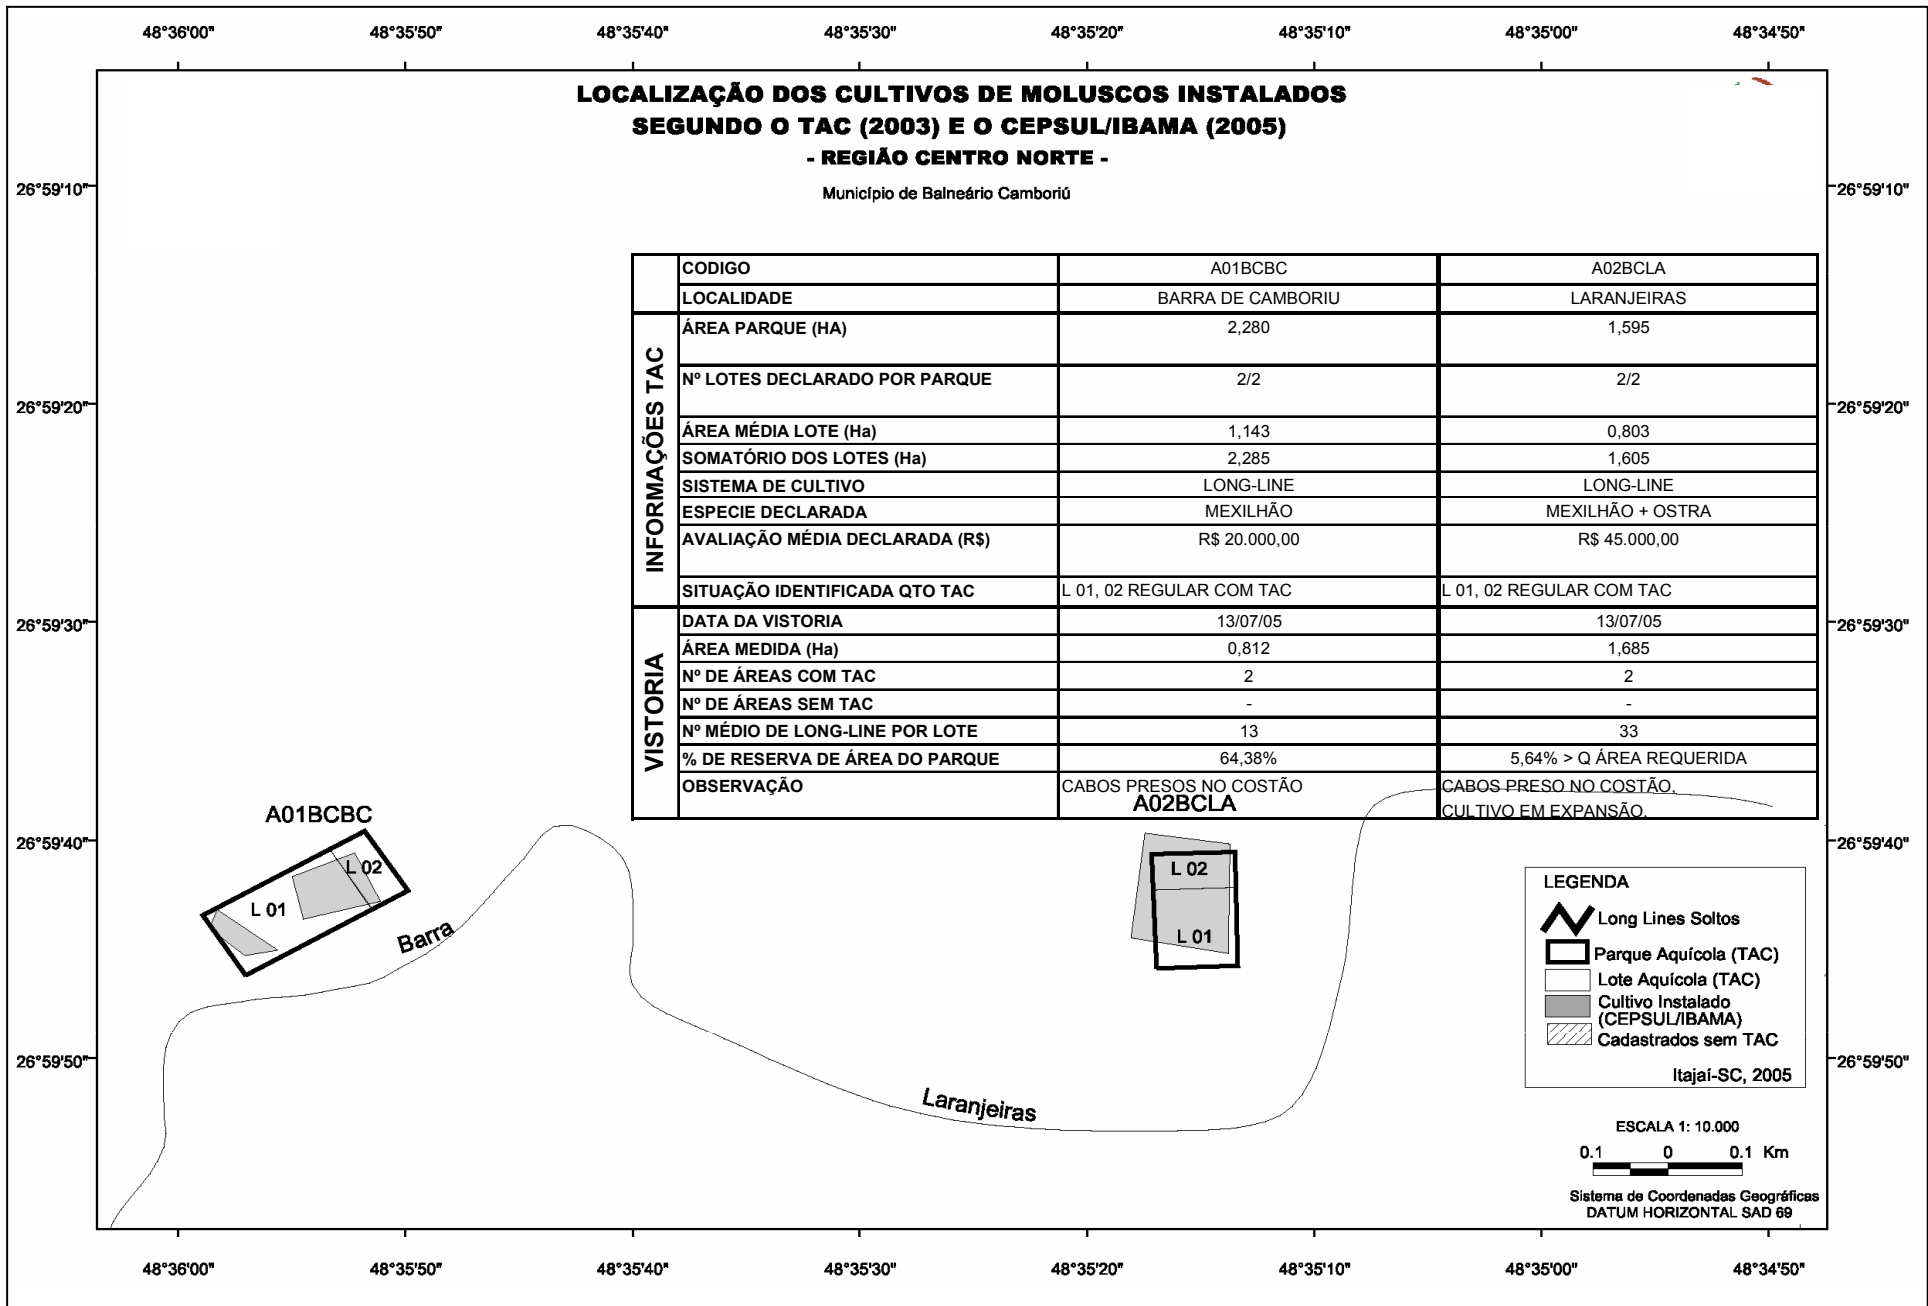 48°36'00" 48°35'50" 48°35'40" 48°35'30" 48°35'20" 48°35'10" 48°35'00" 48°34'50"
LOCALIZAÇÃO DOS CULTIVOS DE MOLUSCOS INSTALADOS
SEGUNDO O TAC (2003) E O CEPSUL/IBAMA (2005)
- REGIÃO CENTRO NORTE -
Município de Balneário Camboriú
26°59'10" 26°59'10"
CODIGO A01BCBC A02BCLA
LOCALIDADE BARRA DE CAMBORIU LARANJEIRAS
INFORMAÇÕES TAC
ÁREA PARQUE (HA) 2,280 1,595
Nº LOTES DECLARADO POR PARQUE 2/2 2/2
26°59'20" 26°59'20"
ÁREA MÉDIA LOTE (Ha) 1,143 0,803
SOMATÓRIO DOS LOTES (Ha) 2,285 1,605
SISTEMA DE CULTIVO LONG-LINE LONG-LINE
ESPECIE DECLARADA MEXILHÃO MEXILHÃO + OSTRA
AVALIAÇÃO MÉDIA DECLARADA (R$) R$ 20.000,00 R$ 45.000,00
SITUAÇÃO IDENTIFICADA QTO TAC L 01, 02 REGULAR COM TAC L 01, 02 REGULAR COM TAC
26°59'30" 26°59'30"
VISTORIA
DATA DA VISTORIA 13/07/05 13/07/05
ÁREA MEDIDA (Ha) 0,812 1,685
Nº DE ÁREAS COM TAC 2 2
Nº DE ÁREAS SEM TAC - -
Nº MÉDIO DE LONG-LINE POR LOTE 13 33
% DE RESERVA DE ÁREA DO PARQUE 64,38% 5,64% > Q ÁREA REQUERIDA
OBSERVAÇÃO CABOS PRESOS NO COSTÃO CABOS PRESO NO COSTÃO,
CULTIVO EM EXPANSÃO.
A01BCBC
A02BCLA
26°59'40" 26°59'40"
L 02
L 01
L 02
L 01
Barra
Laranjeiras
LEGENDA
Long Lines Soltos
Parque Aquícola (TAC)
Lote Aquícola (TAC)
Cultivo Instalado
(CEPSUL/IBAMA)
Cadastrados sem TAC
Itajaí-SC, 2005
26°59'50" 26°59'50"
ESCALA 1: 10.000
0.1 0 0.1 Km
Sistema de Coordenadas Geográficas
DATUM HORIZONTAL SAD 69
48°36'00" 48°35'50" 48°35'40" 48°35'30" 48°35'20" 48°35'10" 48°35'00" 48°34'50"